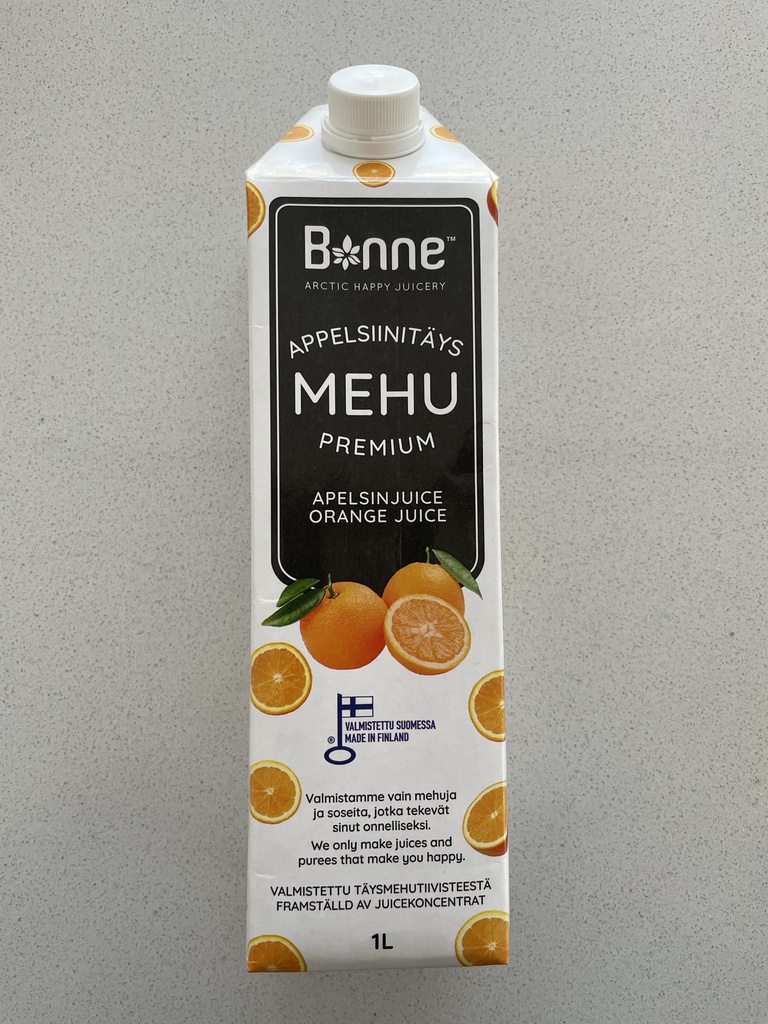 Bonne™
ARCTIC HAPPY JUICERY
APPELSIINITÄYS
MEHU
PREMIUM
APELSINJUICE
ORANGE JUICE
VALMISTETTU SUOMESSA
® MADE IN FINLAND
Valmistamme vain mehuja
ja soseita, jotka tekevät
sinut onnelliseksi.
We only make juices and
purees that make you happy.
VALMISTETTU TÄYSMEHUTIIVISTEESTÄ
FRAMSTÄLLD AV JUICEKONCENTRAT
1L